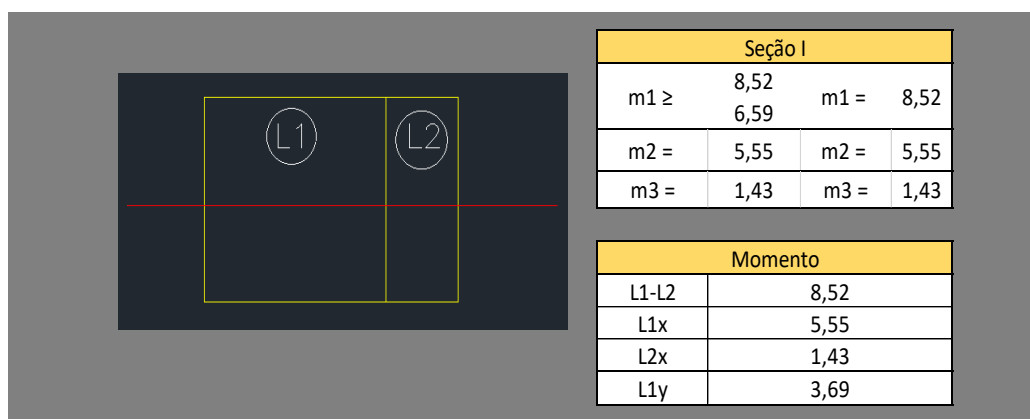 L1
L2
Seção I
m1 ≥ 8,52 6,59 m1 = 8,52
m2 = 5,55 m2 = 5,55
m3 = 1,43 m3 = 1,43
Momento
L1-L2 8,52
L1x 5,55
L2x 1,43
L1y 3,69